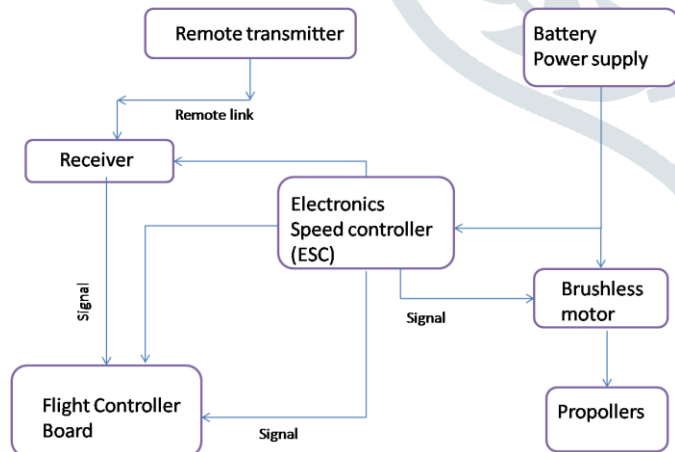 Remote transmitter
Battery
Power supply
Remote link
Receiver
Electronics
Speed controller
(ESC)
Signal
Signal
Brushless
motor
Flight Controller
Board
Signal
Propollers